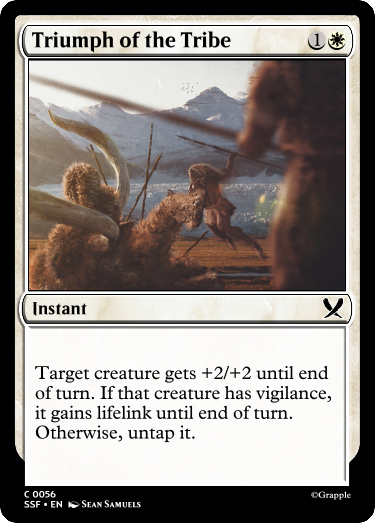 Triumph of the Tribe 1
Instant
Target creature gets +2/+2 until end
of turn. If that creature has vigilance,
it gains lifelink until end of turn.
Otherwise, untap it.
C 0056
SSF • EN Sean Samuels
©Grapple